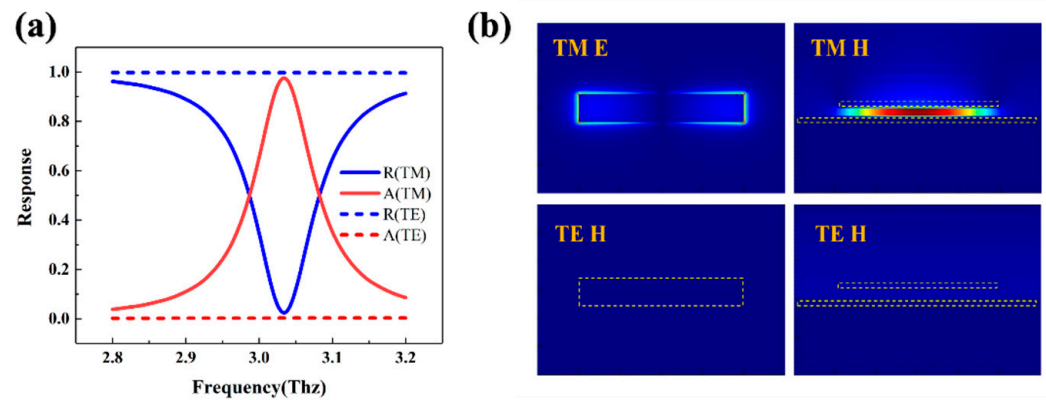 (a)
1.0
0.8
0.6
0.4
0.2
0.0
Response
R(TM)
A(TM)
R(TE)
A(TE)
2.8 2.9 3.0 3.1 3.2
Frequency(Thz)
(b)
TM E
TM H
TE H
TE H